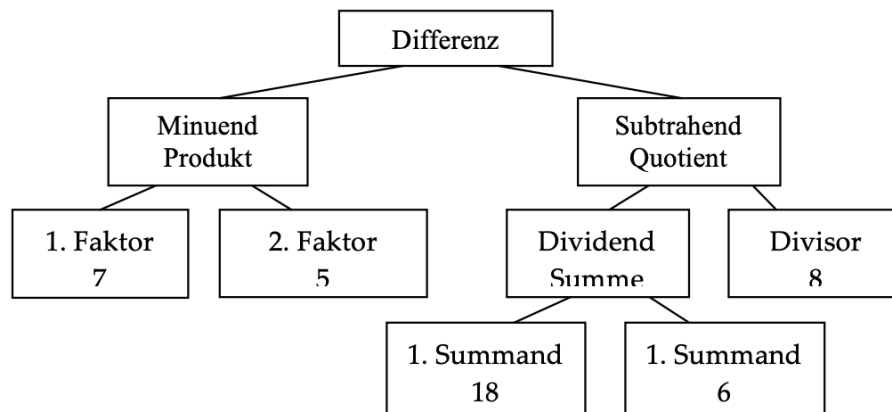 Differenz
Minuend
Produkt
Subtrahend
Quotient
1. Faktor
7
2. Faktor
5
Dividend
Summe
Divisor
8
1. Summand
18
1. Summand
6